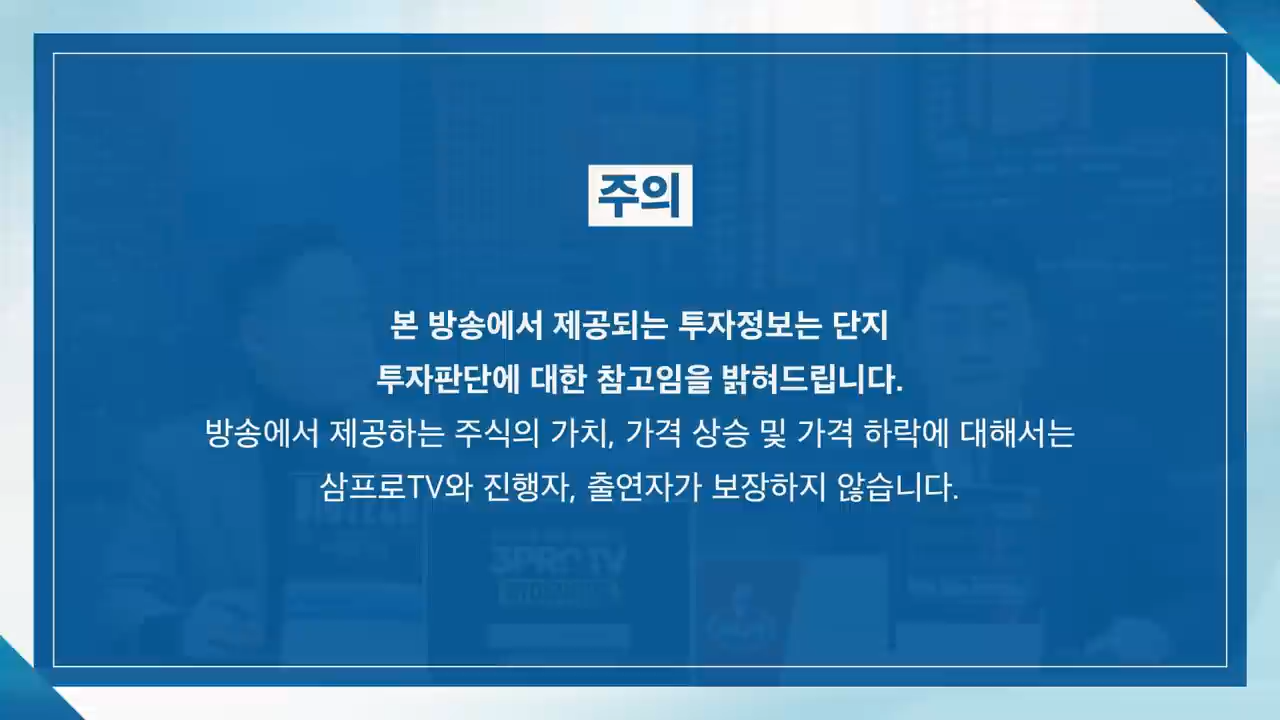 주의
본 방송에서 제공되는 투자정보는 단지
투자판단에 대한 참고임을 밝혀드립니다.
방송에서 제공하는 주식의 가치, 가격 상승 및 가격 하락에 대해서는
삼프로TV와 진행자, 출연자가 보장하지 않습니다.
3PROTV